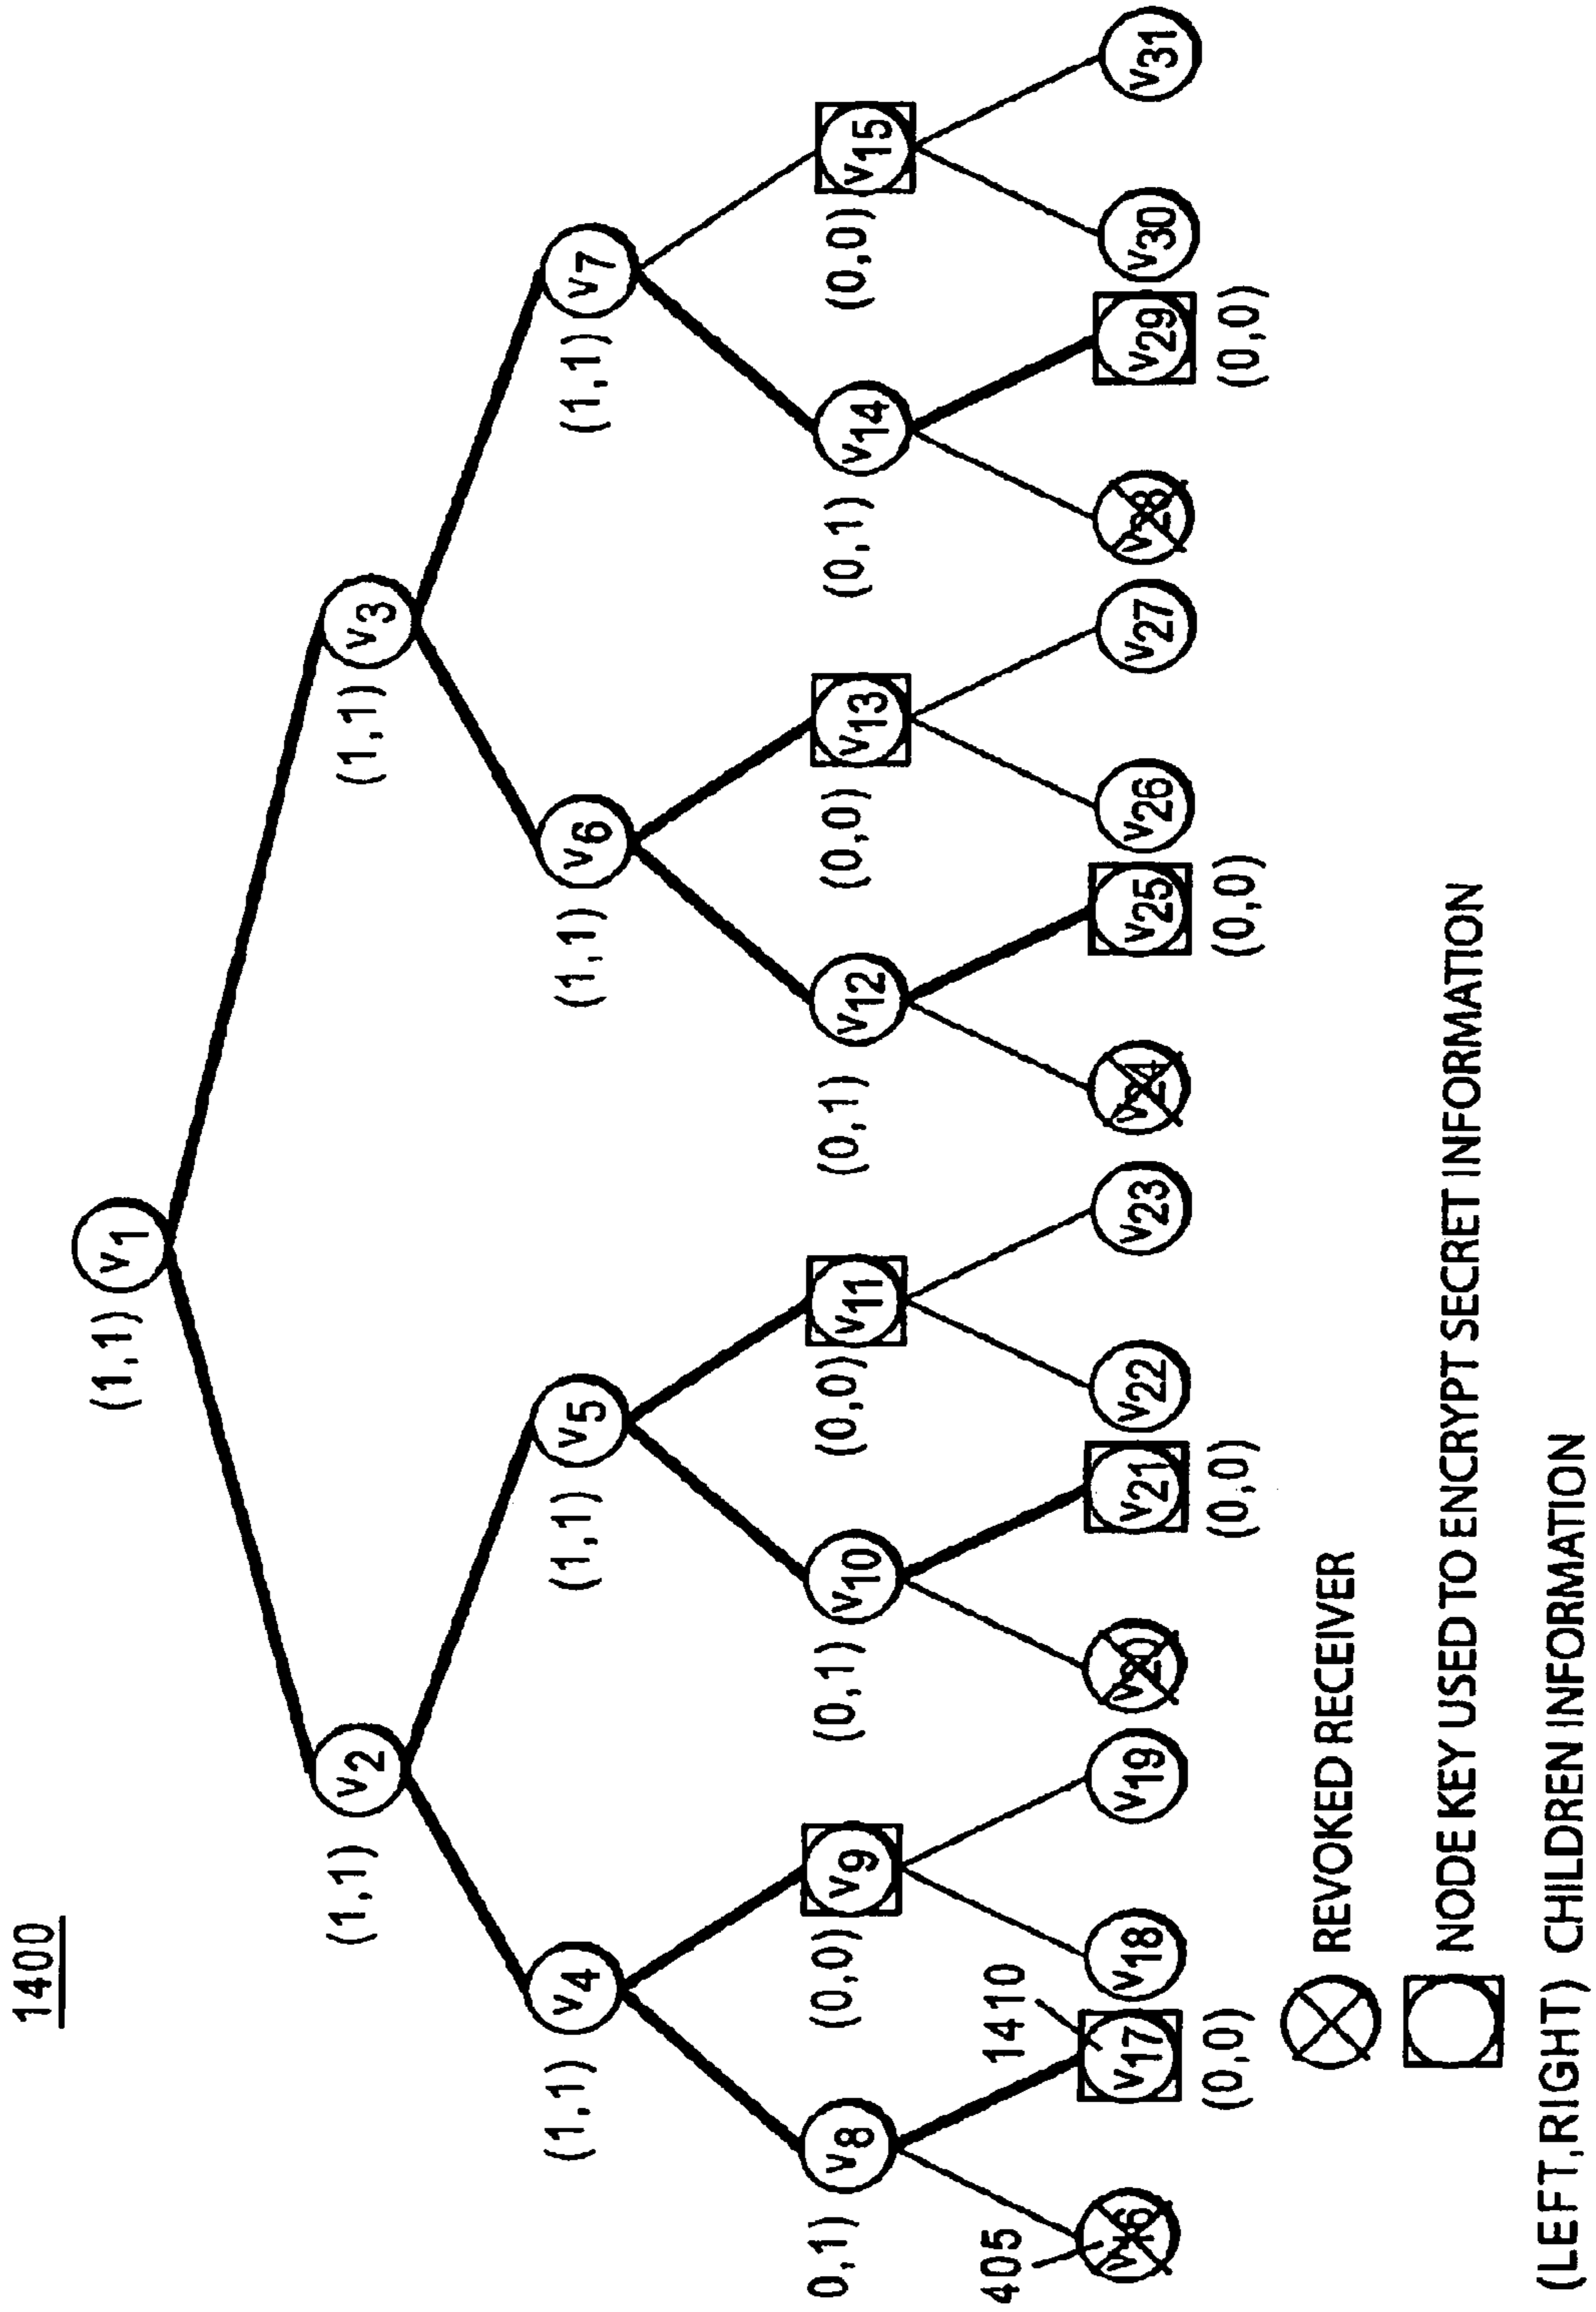 1400
(1,1) V1
(1,1) V2
(1,1) V3
(1,1) V4
(1,1) V5
(1,1) V6
(1,1) V7
0,1) V8
(0,0) V9
(0,1) V10
(0,0) V11
(0,1) V12
(0,0) V13
(0,1) V14
(0,0) V15
405
1410
V16 V17 V18 V19 V20 V21 V22 V23 V24 V25 V26 V27 V28 V29 V30 V31
(0,0) (0,0) (0,0) (0,0)
REVOKED RECEIVER
NODE KEY USED TO ENCRYPT SECRET INFORMATION
(LEFT,RIGHT) CHILDREN INFORMATION